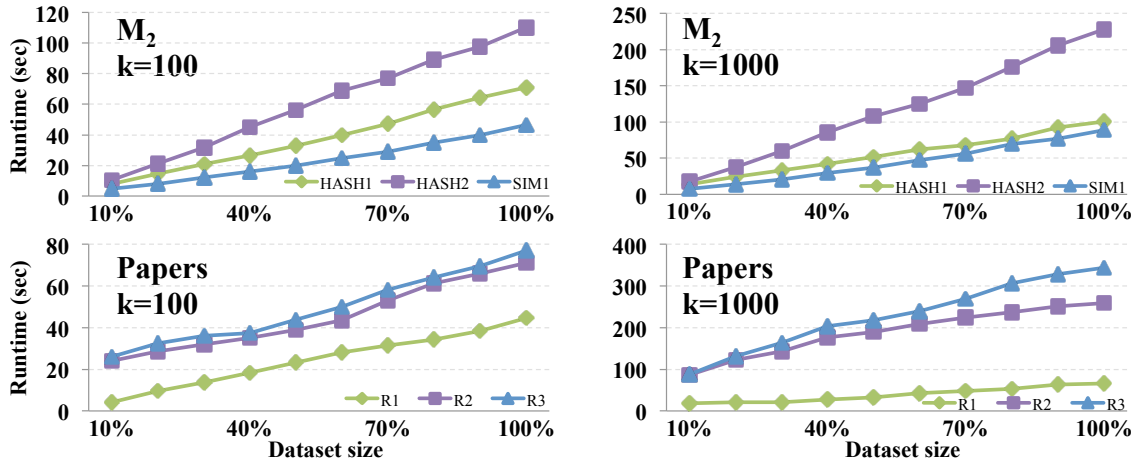 M2
k=100
Runtime (sec)
120
100
80
60
40
20
0
HASH1 HASH2 SIM1
10% 40% 70% 100%
M2
k=1000
250
200
150
100
50
0
HASH1 HASH2 SIM1
10% 40% 70% 100%
Papers
k=100
Runtime (sec)
80
60
40
20
0
R1 R2 R3
10% 40% 70% 100%
Dataset size
Papers
k=1000
400
300
200
100
0
R1 R2 R3
10% 40% 70% 100%
Dataset size